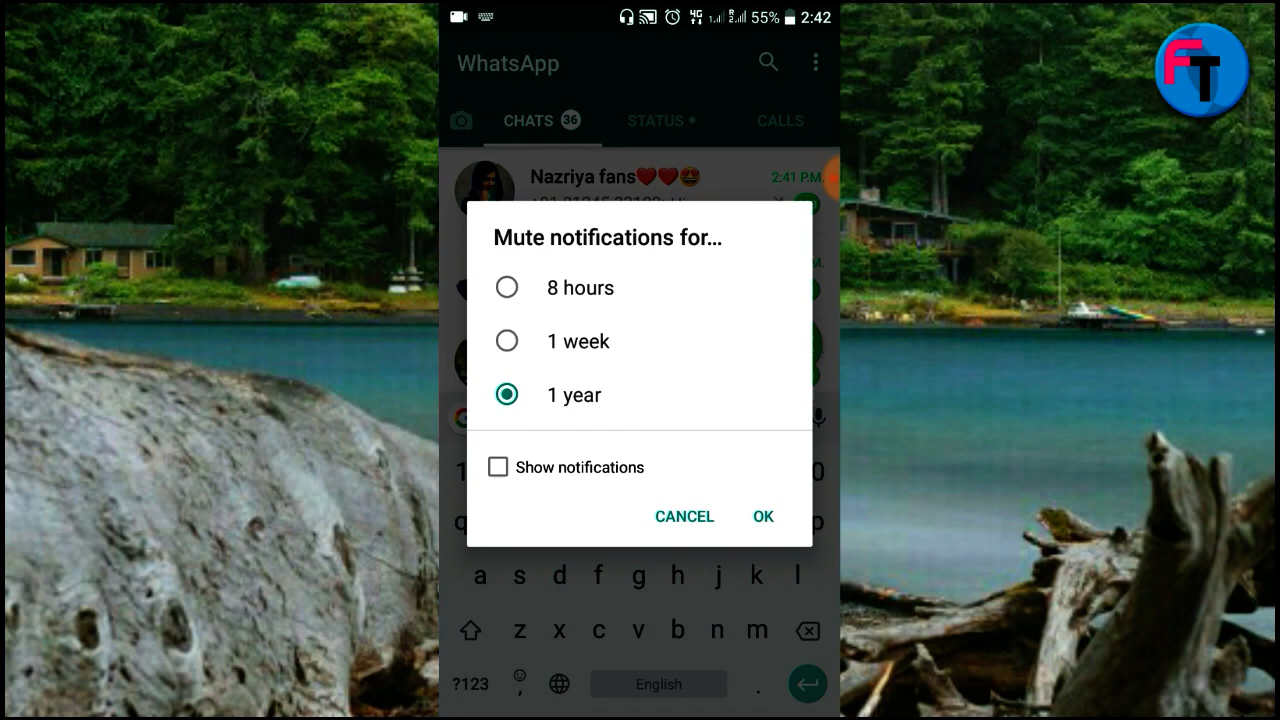 4G R 55% 2:42
WhatsApp
CHATS 36 STATUS CALLS
FT
Nazriya fans❤️❤️😍 2:41 P.M.
Mute notifications for...
8 hours
1 week
1 year
Show notifications
CANCEL OK
a s d f g h j k l
z x c v b n m
?123 , English .